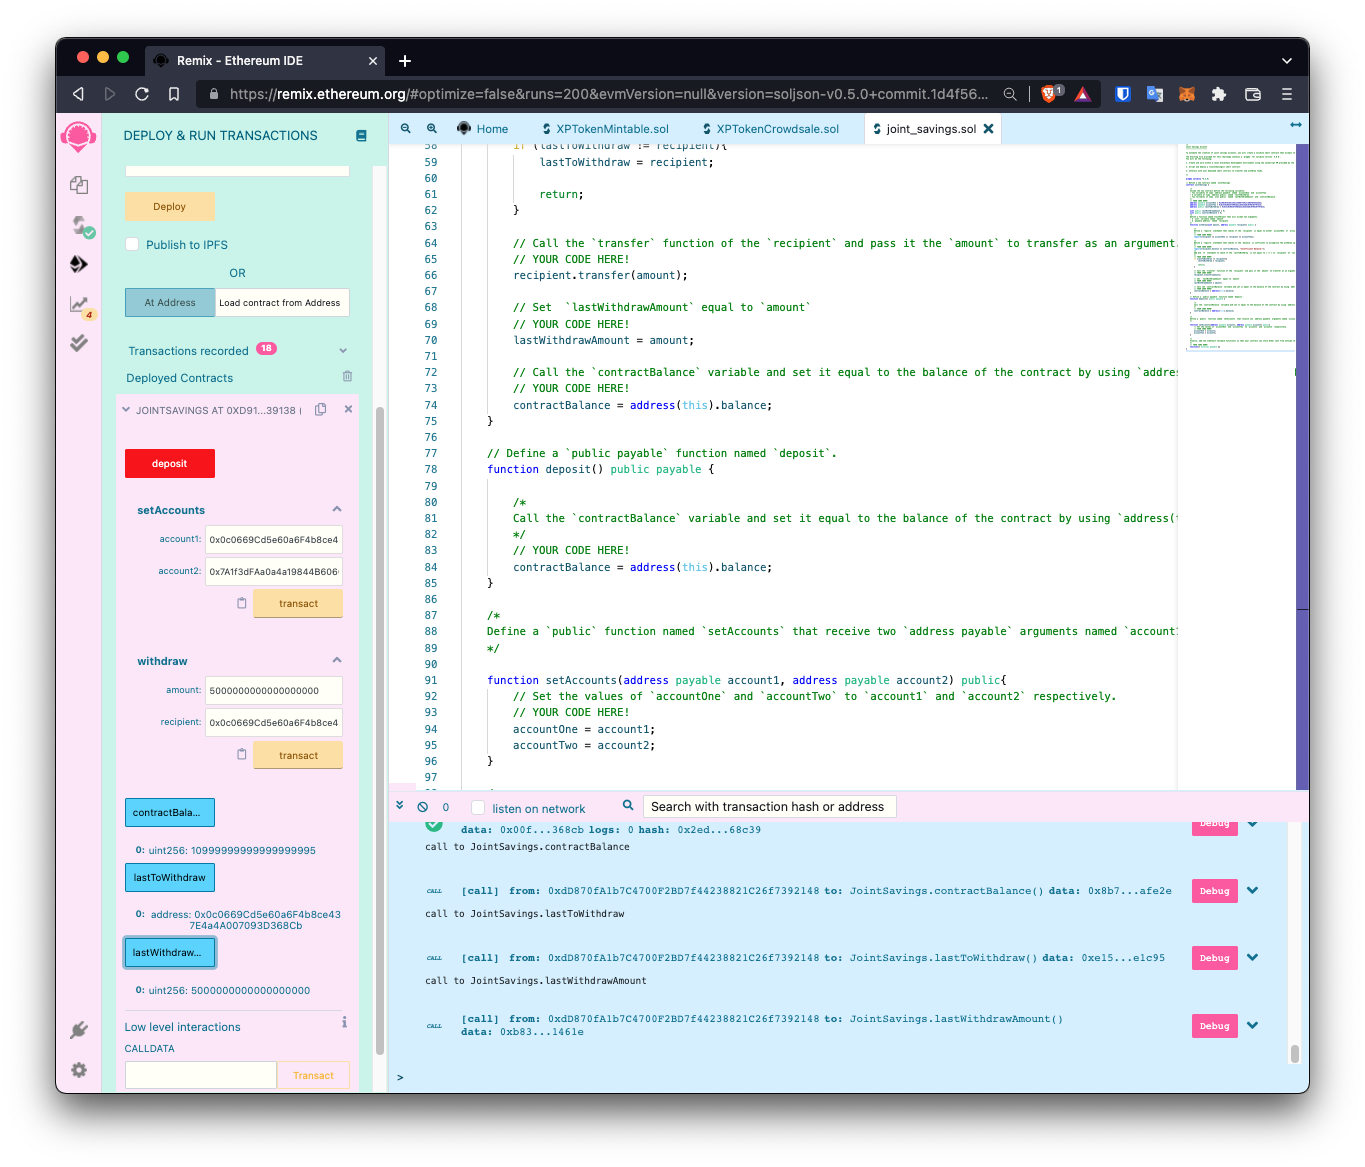 Remix - Ethereum IDE
https://remix.ethereum.org/#optimize=false&runs=200&evmVersion=null&version=soljson-v0.5.0+commit.1d4f56...
1
DEPLOY & RUN TRANSACTIONS
Deploy
Publish to IPFS
OR
At Address
Load contract from Address
4
Transactions recorded 18
Deployed Contracts
JOINTSAVINGS AT 0XD91...39138 (
deposit
setAccounts
account1: 0x0c0669Cd5e60a6F4b8ce4
account2: 0x7A1f3dFAa0a4a19844B606
transact
withdraw
amount: 5000000000000000000
recipient: 0x0c0669Cd5e60a6F4b8ce4
transact
contractBala...
0: uint256: 10999999999999999995
lastToWithdraw
0: address: 0x0c0669Cd5e60a6F4b8ce43
7E4a4A007093D368Cb
lastWithdraw...
0: uint256: 5000000000000000000
Low level interactions
CALLDATA
Transact
Home
XPTokenMintable.sol
XPTokenCrowdsale.sol
joint_savings.sol
58 if (lastToWithdraw != recipient){
59 lastToWithdraw = recipient;
60
61 return;
62 }
63
64 // Call the `transfer` function of the `recipient` and pass it the `amount` to transfer as an argument.
65 // YOUR CODE HERE!
66 recipient.transfer(amount);
67
68 // Set  `lastWithdrawAmount` equal to `amount`
69 // YOUR CODE HERE!
70 lastWithdrawAmount = amount;
71
72 // Call the `contractBalance` variable and set it equal to the balance of the contract by using `addres
73 // YOUR CODE HERE!
74 contractBalance = address(this).balance;
75 }
76
77 // Define a `public payable` function named `deposit`.
78 function deposit() public payable {
79
80 /*
81 Call the `contractBalance` variable and set it equal to the balance of the contract by using `address(t
82 */
83 // YOUR CODE HERE!
84 contractBalance = address(this).balance;
85 }
86
87 /*
88 Define a `public` function named `setAccounts` that receive two `address payable` arguments named `account1
89 */
90
91 function setAccounts(address payable account1, address payable account2) public{
92 // Set the values of `accountOne` and `accountTwo` to `account1` and `account2` respectively.
93 // YOUR CODE HERE!
94 accountOne = account1;
95 accountTwo = account2;
96 }
97
0
listen on network
Search with transaction hash or address
data: 0x00f...368cb logs: 0 hash: 0x2ed...68c39
Debug
call to JointSavings.contractBalance
CALL [call] from: 0xdD870fA1b7C4700F2BD7f44238821C26f7392148 to: JointSavings.contractBalance() data: 0x8b7...afe2e
Debug
call to JointSavings.lastToWithdraw
CALL [call] from: 0xdD870fA1b7C4700F2BD7f44238821C26f7392148 to: JointSavings.lastToWithdraw() data: 0xe15...e1c95
Debug
call to JointSavings.lastWithdrawAmount
CALL [call] from: 0xdD870fA1b7C4700F2BD7f44238821C26f7392148 to: JointSavings.lastWithdrawAmount()
data: 0xb83...1461e
Debug
>